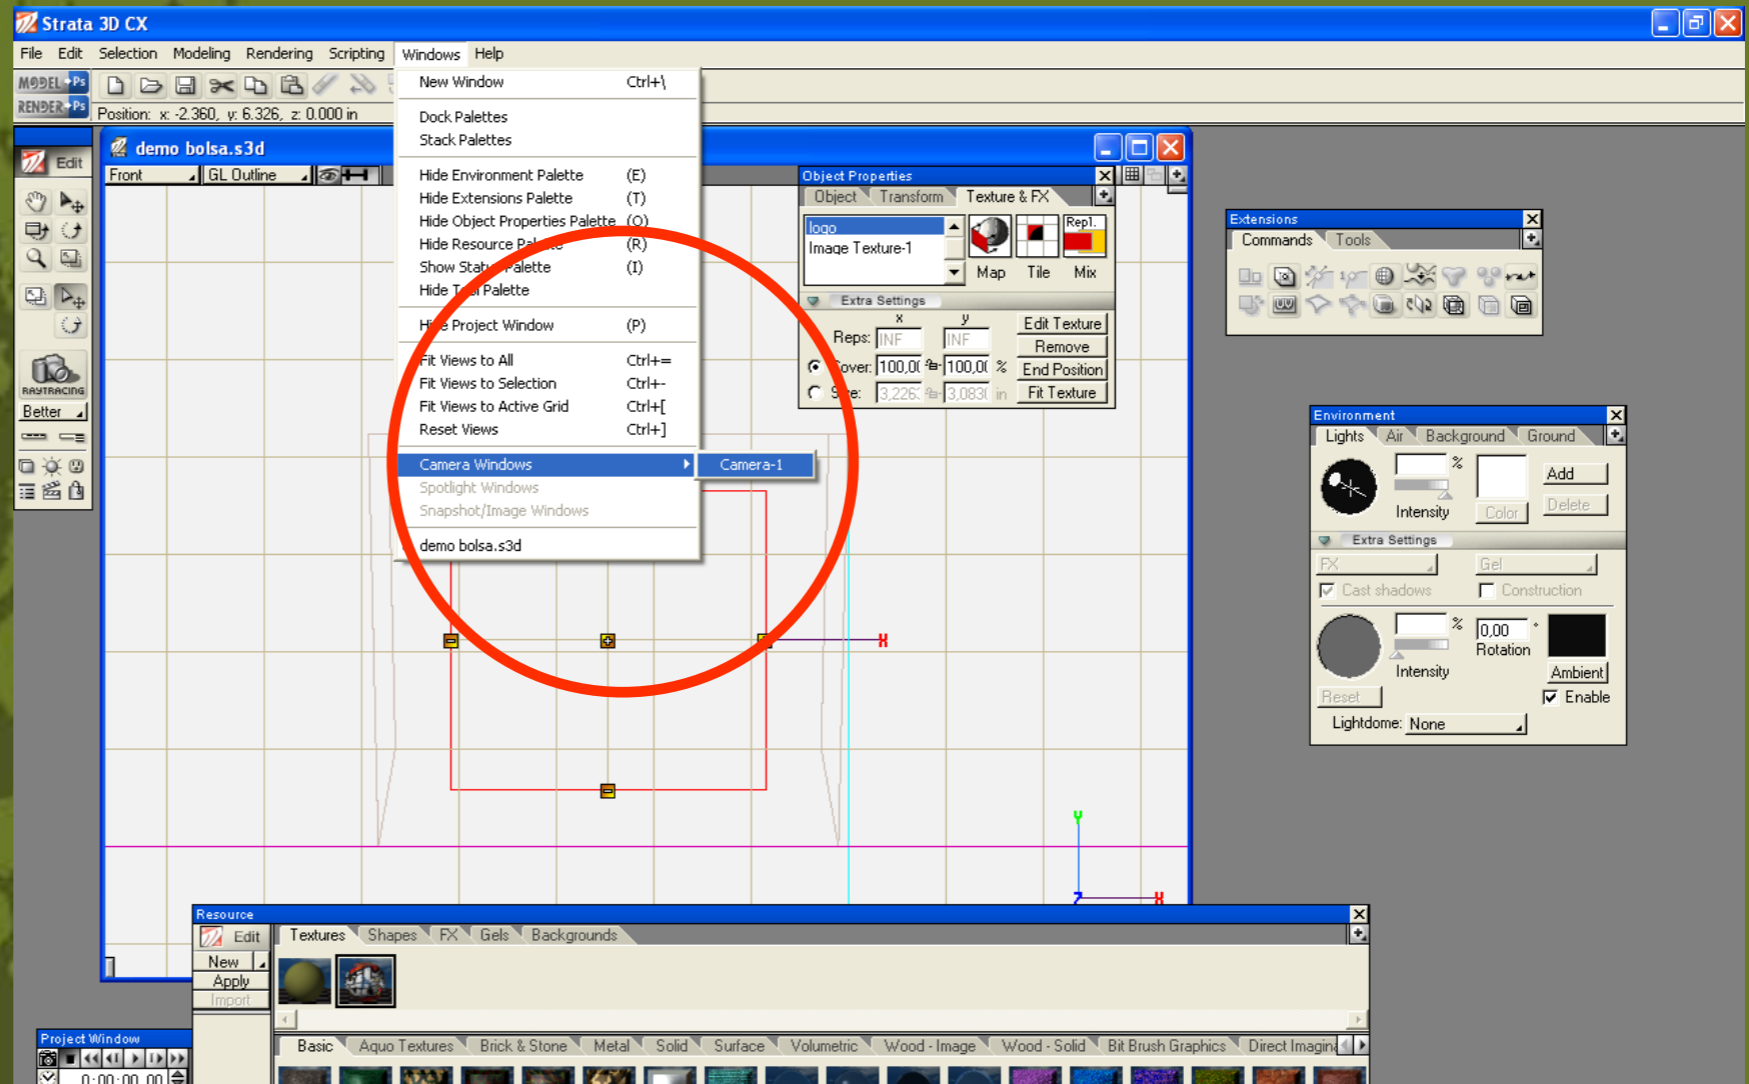 Strata 3D CX
File Edit Selection Modeling Rendering Scripting Windows Help
MODEL Ps
RENDER Ps
Position: x: -2.360, y: 6.326, z: 0.000 in
Edit
RAYTRACING
Better
demo bolsa.s3d
Front GL Outline
New Window Ctrl+\
Dock Palettes
Stack Palettes
Hide Environment Palette (E)
Hide Extensions Palette (T)
Hide Object Properties Palette (O)
Hide Resource Palette (R)
Show Status Palette (I)
Hide Tool Palette
Hide Project Window (P)
Fit Views to All Ctrl+=
Fit Views to Selection Ctrl+-
Fit Views to Active Grid Ctrl+[
Reset Views Ctrl+]
Camera Windows Camera-1
Spotlight Windows
Snapshot/Image Windows
demo bolsa.s3d
X
Y
Z X
Object Properties
Object Transform Texture & FX
logo
Image Texture-1
Map Tile Repl. Mix
Extra Settings
x y
Reps: INF INF Edit Texture
Remove
Cover: 100,0 100,0 % End Position
Size: 3,226 3,083 in Fit Texture
Extensions
Commands Tools
UV
Environment
Lights Air Background Ground
% Add
Intensity Color Delete
Extra Settings
FX Gel
Cast shadows Construction
% 0,00 °
Rotation
Intensity Ambient
Reset Enable
Lightdome: None
Resource
Edit Textures Shapes FX Gels Backgrounds
New
Apply
Import
Basic Aquo Textures Brick & Stone Metal Solid Surface Volumetric Wood - Image Wood - Solid Bit Brush Graphics Direct Imagin
Project Window
0:00:00.00